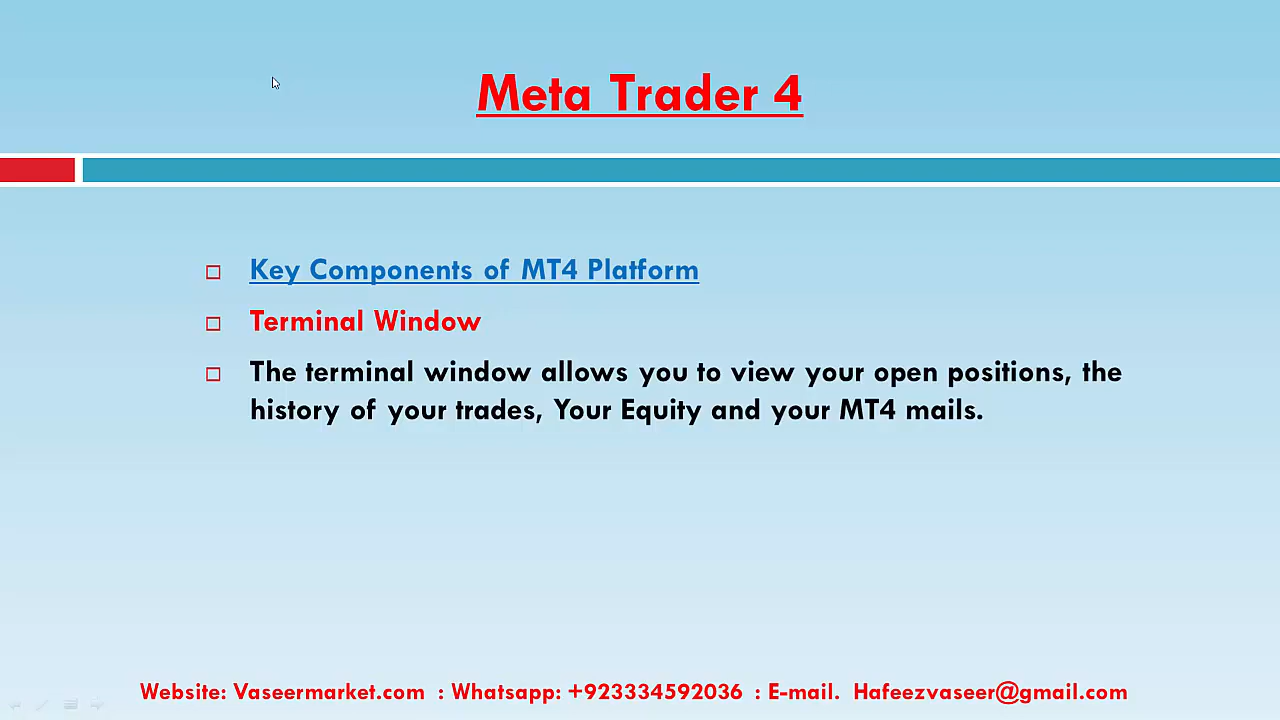 Meta Trader 4
Key Components of MT4 Platform
Terminal Window
The terminal window allows you to view your open positions, the
history of your trades, Your Equity and your MT4 mails.
Website: Vaseermarket.com : Whatsapp: +923334592036 : E-mail. Hafeezvaseer@gmail.com